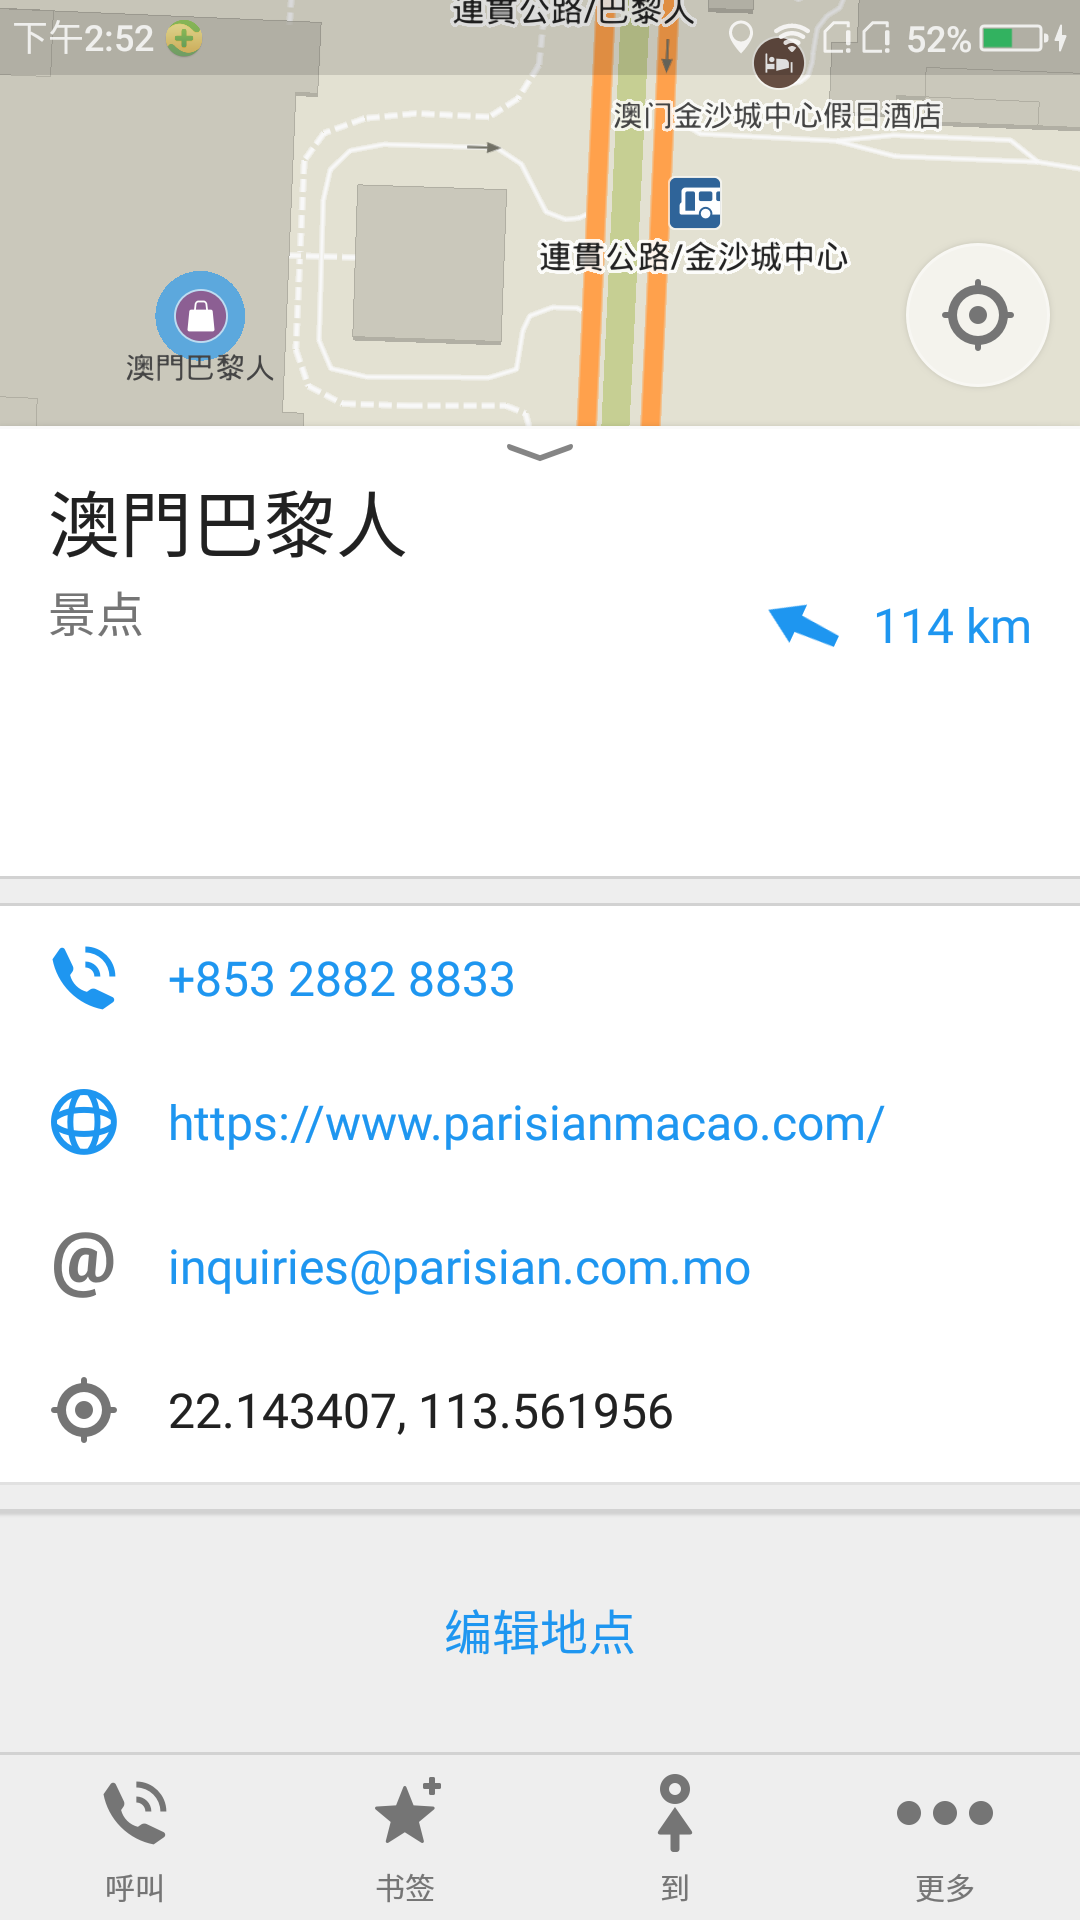 連貫公路/巴黎人
下午2:52
52%
澳门金沙城中心假日酒店
連貫公路/金沙城中心
澳門巴黎人
澳門巴黎人
景点
114 km
+853 2882 8833
https://www.parisianmacao.com/
@ inquiries@parisian.com.mo
22.143407, 113.561956
编辑地点
呼叫
书签
到
更多